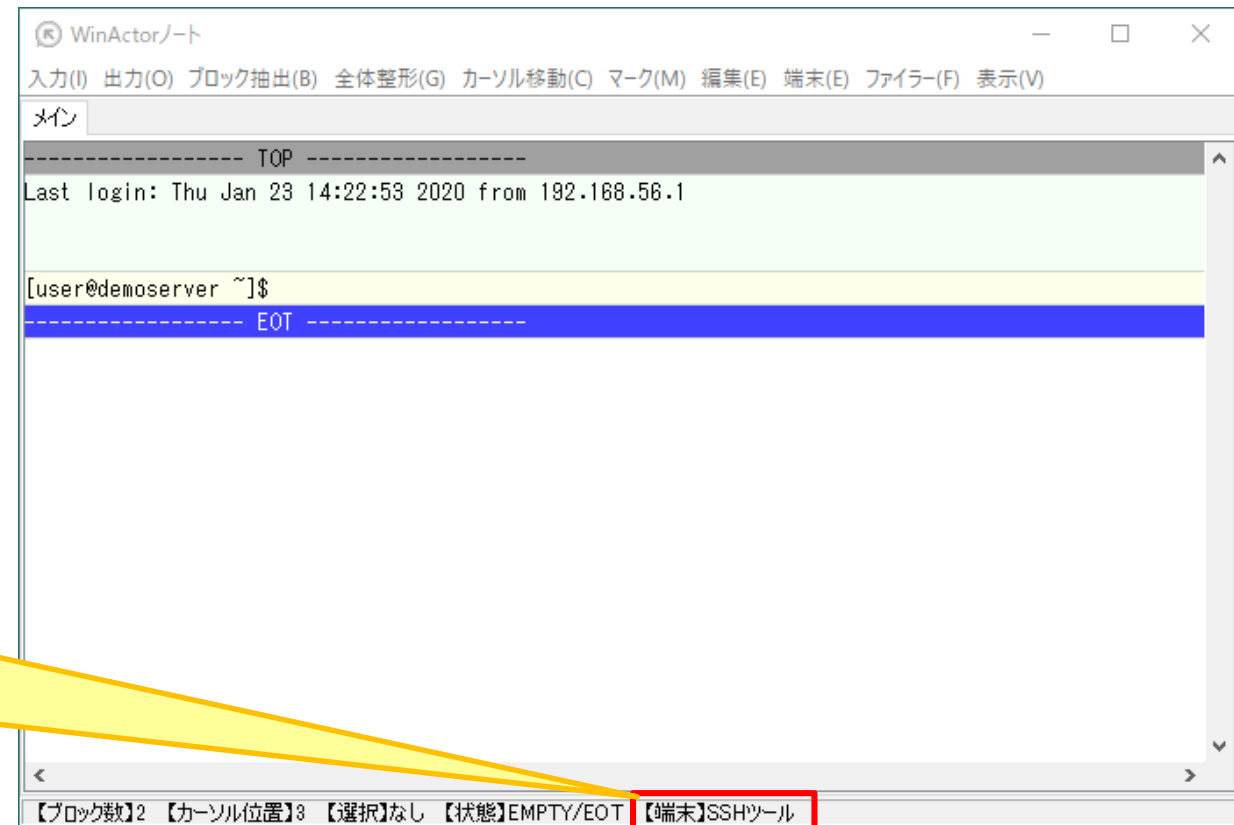 WinActorノート
入力(I) 出力(O) ブロック抽出(B) 全体整形(G) カーソル移動(C) マーク(M) 編集(E) 端末(E) ファイラー(F) 表示(V)
メイン
------------------ TOP ------------------
Last login: Thu Jan 23 14:22:53 2020 from 192.168.56.1
[user@demoserver ~]$
------------------ EOT ------------------
【ブロック数】2 【カーソル位置】3 【選択】なし 【状態】EMPTY/EOT 【端末】SSHツール